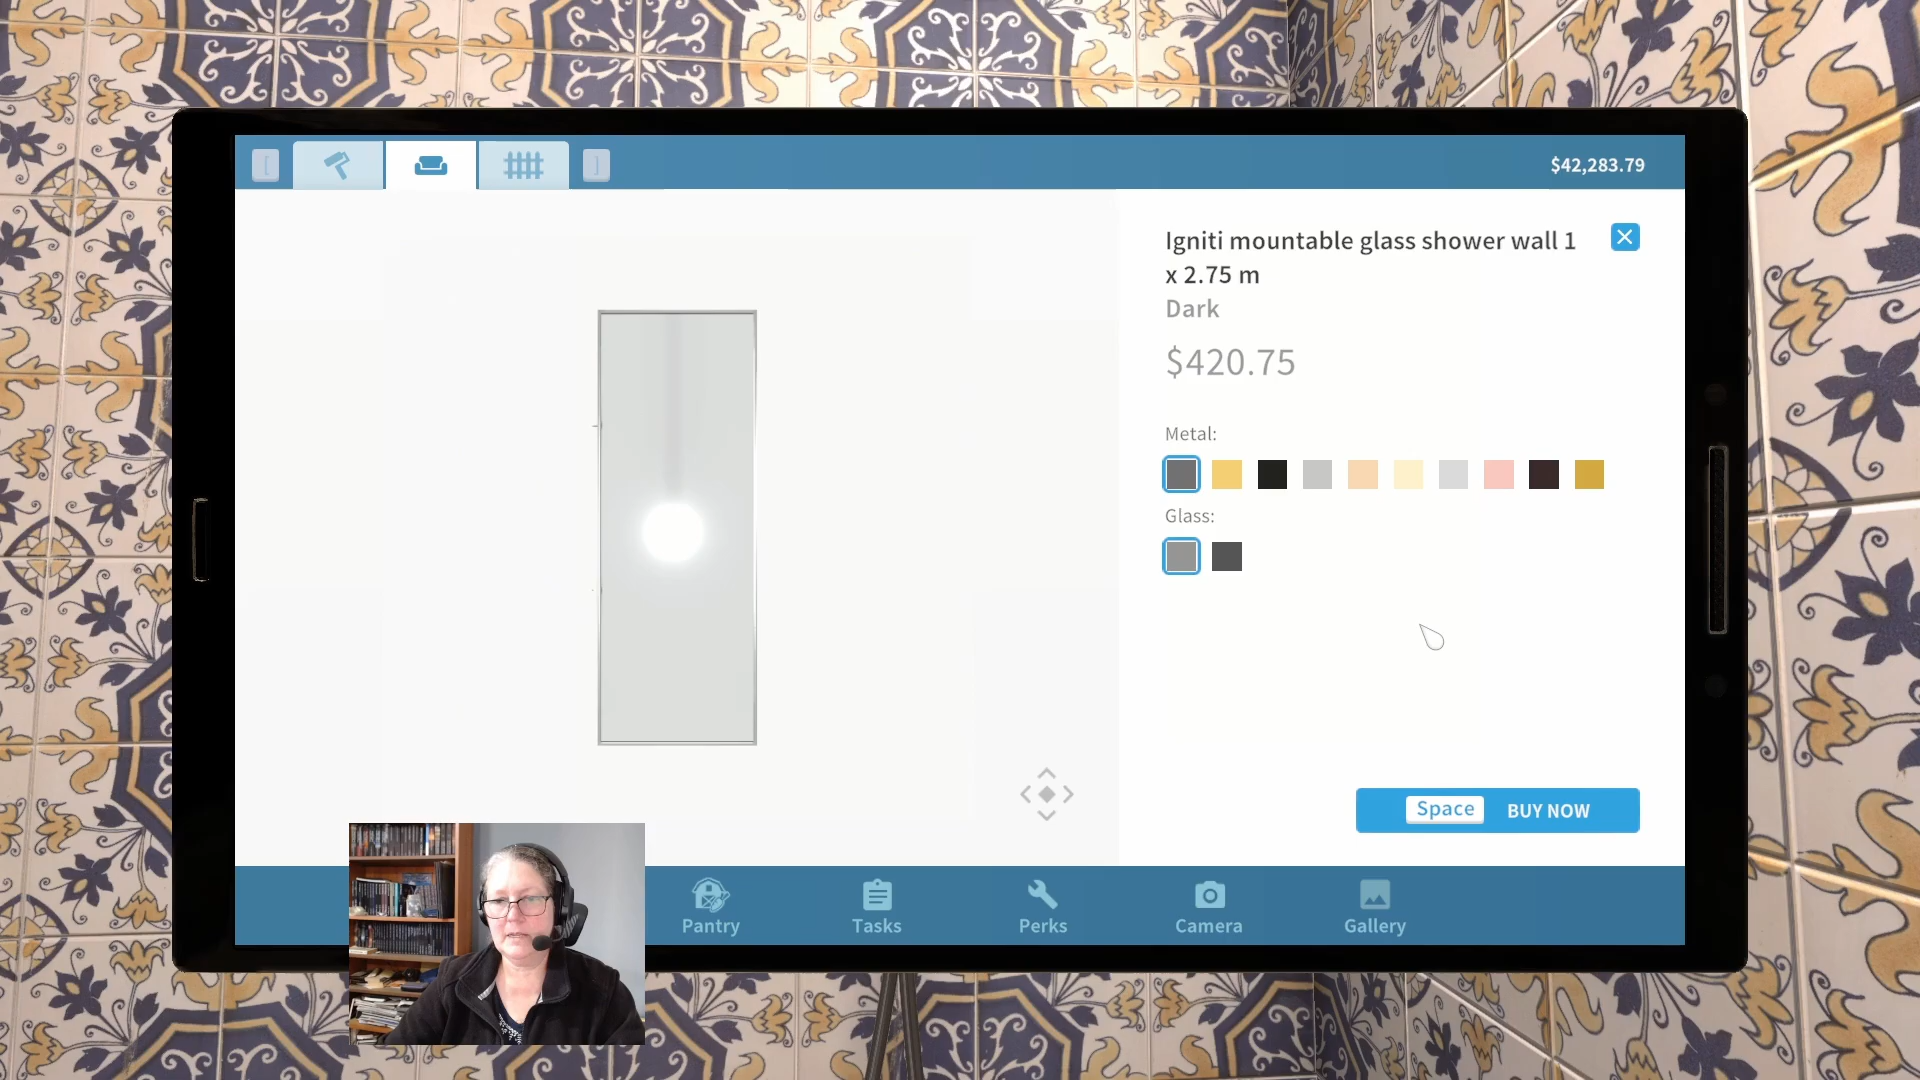 [
]
$42,283.79
Igniti mountable glass shower wall 1
x 2.75 m
Dark
$420.75
Metal:
Glass:
Space BUY NOW
Pantry
Tasks
Perks
Camera
Gallery